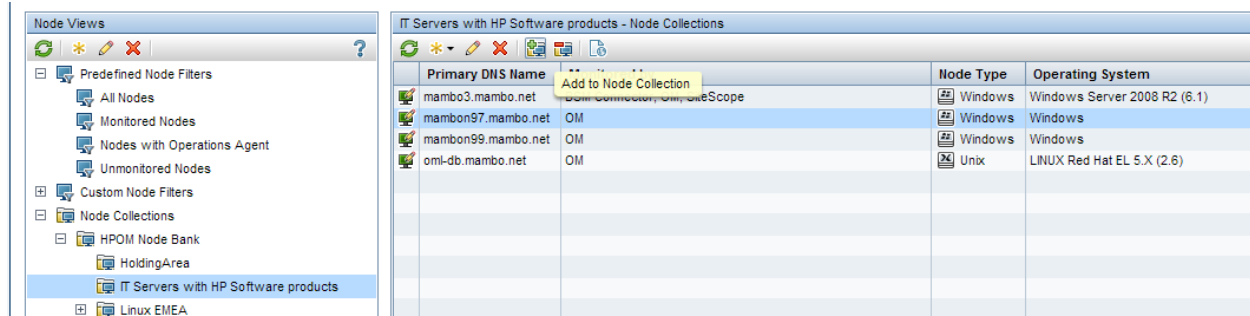 Node Views
IT Servers with HP Software products - Node Collections
?
Predefined Node Filters
All Nodes
Monitored Nodes
Nodes with Operations Agent
Unmonitored Nodes
Custom Node Filters
Node Collections
HPOM Node Bank
HoldingArea
IT Servers with HP Software products
Linux EMEA
Primary DNS Name Node Type Operating System
Add to Node Collection
mambo3.mambo.net BSM Connector, OM, SiteScope Windows Windows Server 2008 R2 (6.1)
mambon97.mambo.net OM Windows Windows
mambon99.mambo.net OM Windows Windows
oml-db.mambo.net OM Unix LINUX Red Hat EL 5.X (2.6)